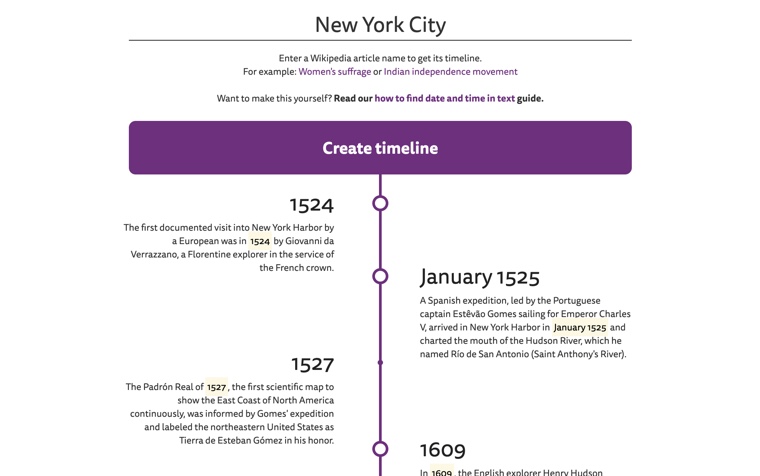 New York City
Enter a Wikipedia article name to get its timeline.
For example: Women's suffrage or Indian independence movement
Want to make this yourself? Read our how to find date and time in text guide.
Create timeline
1524
The first documented visit into New York Harbor by
a European was in 1524 by Giovanni da
Verrazzano, a Florentine explorer in the service of
the French crown.
January 1525
A Spanish expedition, led by the Portuguese
captain Estêvão Gomes sailing for Emperor Charles
V, arrived in New York Harbor in January 1525 and
charted the mouth of the Hudson River, which he
named Río de San Antonio (Saint Anthony's River).
1527
The Padrón Real of 1527, the first scientific map to
show the East Coast of North America
continuously, was informed by Gomes' expedition
and labeled the northeastern United States as
Tierra de Esteban Gómez in his honor.
1609
In 1609, the English explorer Henry Hudson